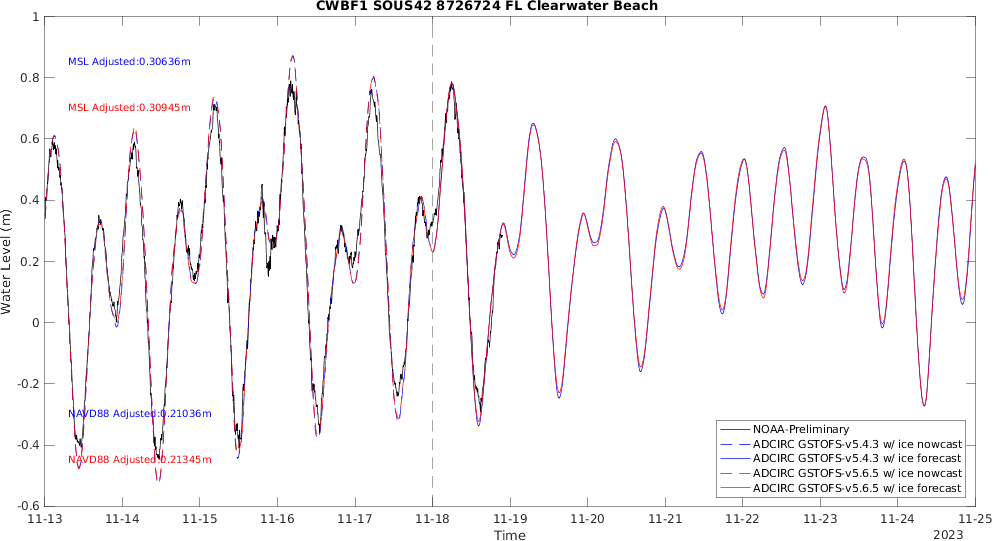 CWBF1 SOUS42 8726724 FL Clearwater Beach
1
0.8
0.6
0.4
0.2
0
-0.2
-0.4
-0.6
Water Level (m)
MSL Adjusted:0.30636m
MSL Adjusted:0.30945m
NAVD88 Adjusted:0.21036m
NAVD88 Adjusted:0.21345m
NOAA-Preliminary
ADCIRC GSTOFS-v5.4.3 w/ ice nowcast
ADCIRC GSTOFS-v5.4.3 w/ ice forecast
ADCIRC GSTOFS-v5.6.5 w/ ice nowcast
ADCIRC GSTOFS-v5.6.5 w/ ice forecast
11-13 11-14 11-15 11-16 11-17 11-18 11-19 11-20 11-21 11-22 11-23 11-24 11-25
Time
2023